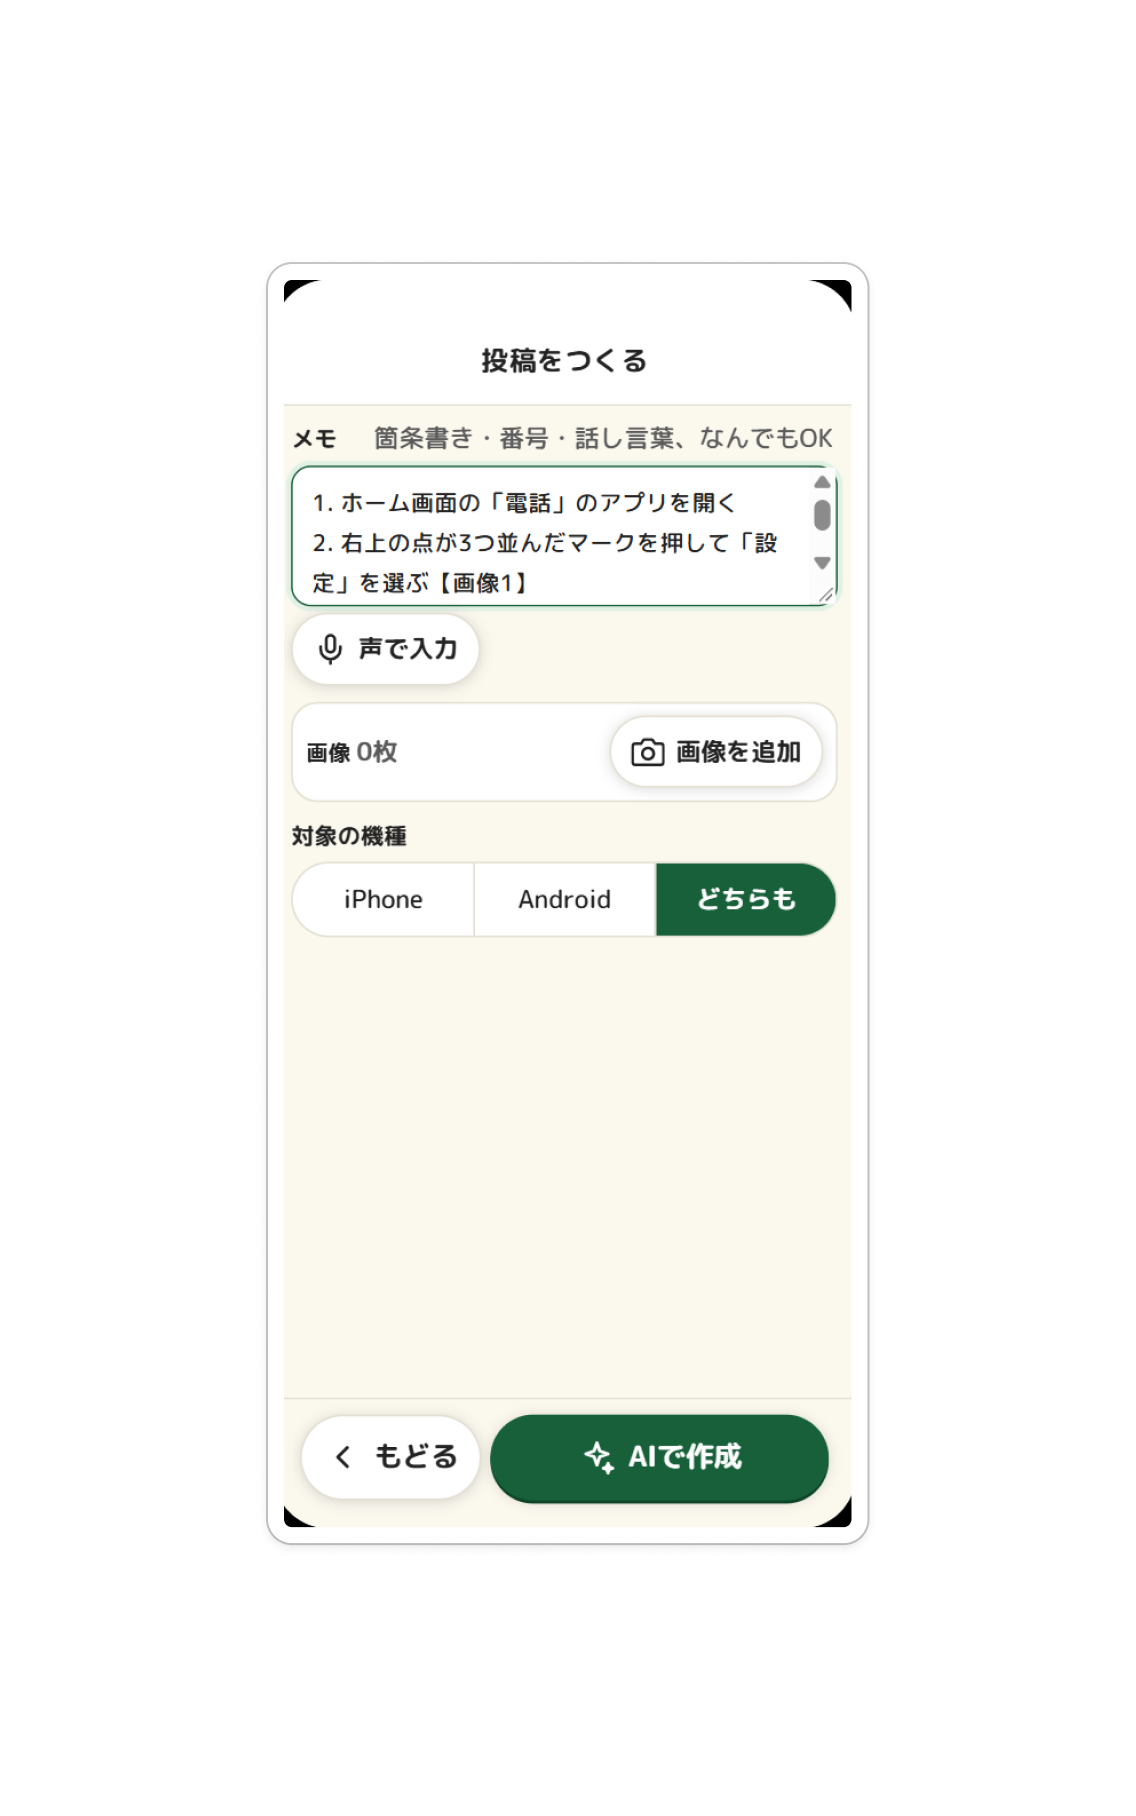 投稿をつくる
メモ 箇条書き・番号・話し言葉、なんでもOK
1. ホーム画面の「電話」のアプリを開く
2. 右上の点が3つ並んだマークを押して「設
定」を選ぶ【画像1】
声で入力
画像 0枚 画像を追加
対象の機種
iPhone Android どちらも
もどる AIで作成